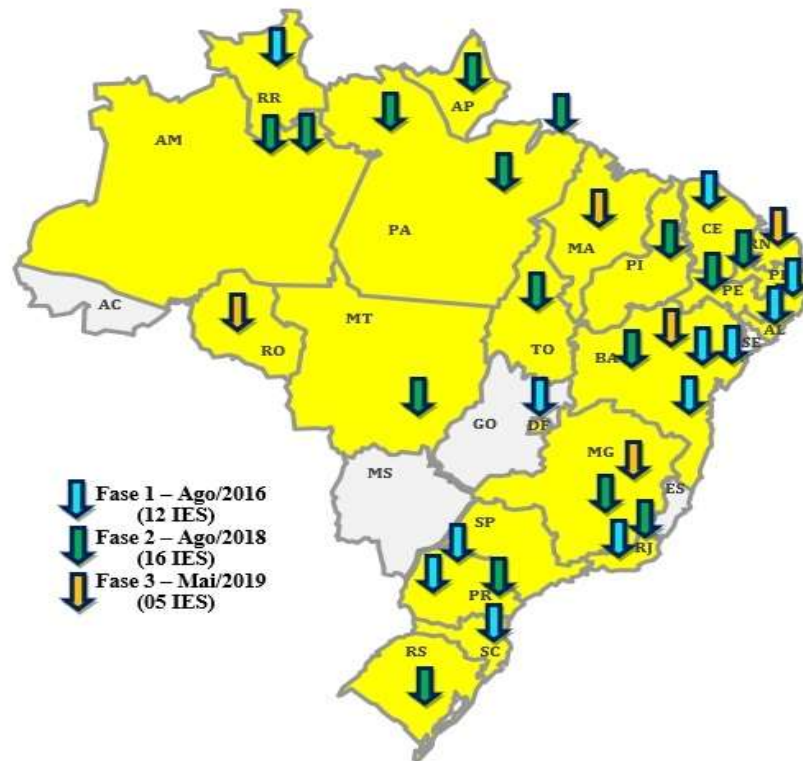 RR
AP
AM
PA
CE
RN
MA
PI
PE
AL
AC
RO
MT
TO
BA
SE
GO
DF
MG
ES
MS
SP
RJ
PR
SC
RS
Fase 1 – Ago/2016
(12 IES)
Fase 2 – Ago/2018
(16 IES)
Fase 3 – Mai/2019
(05 IES)